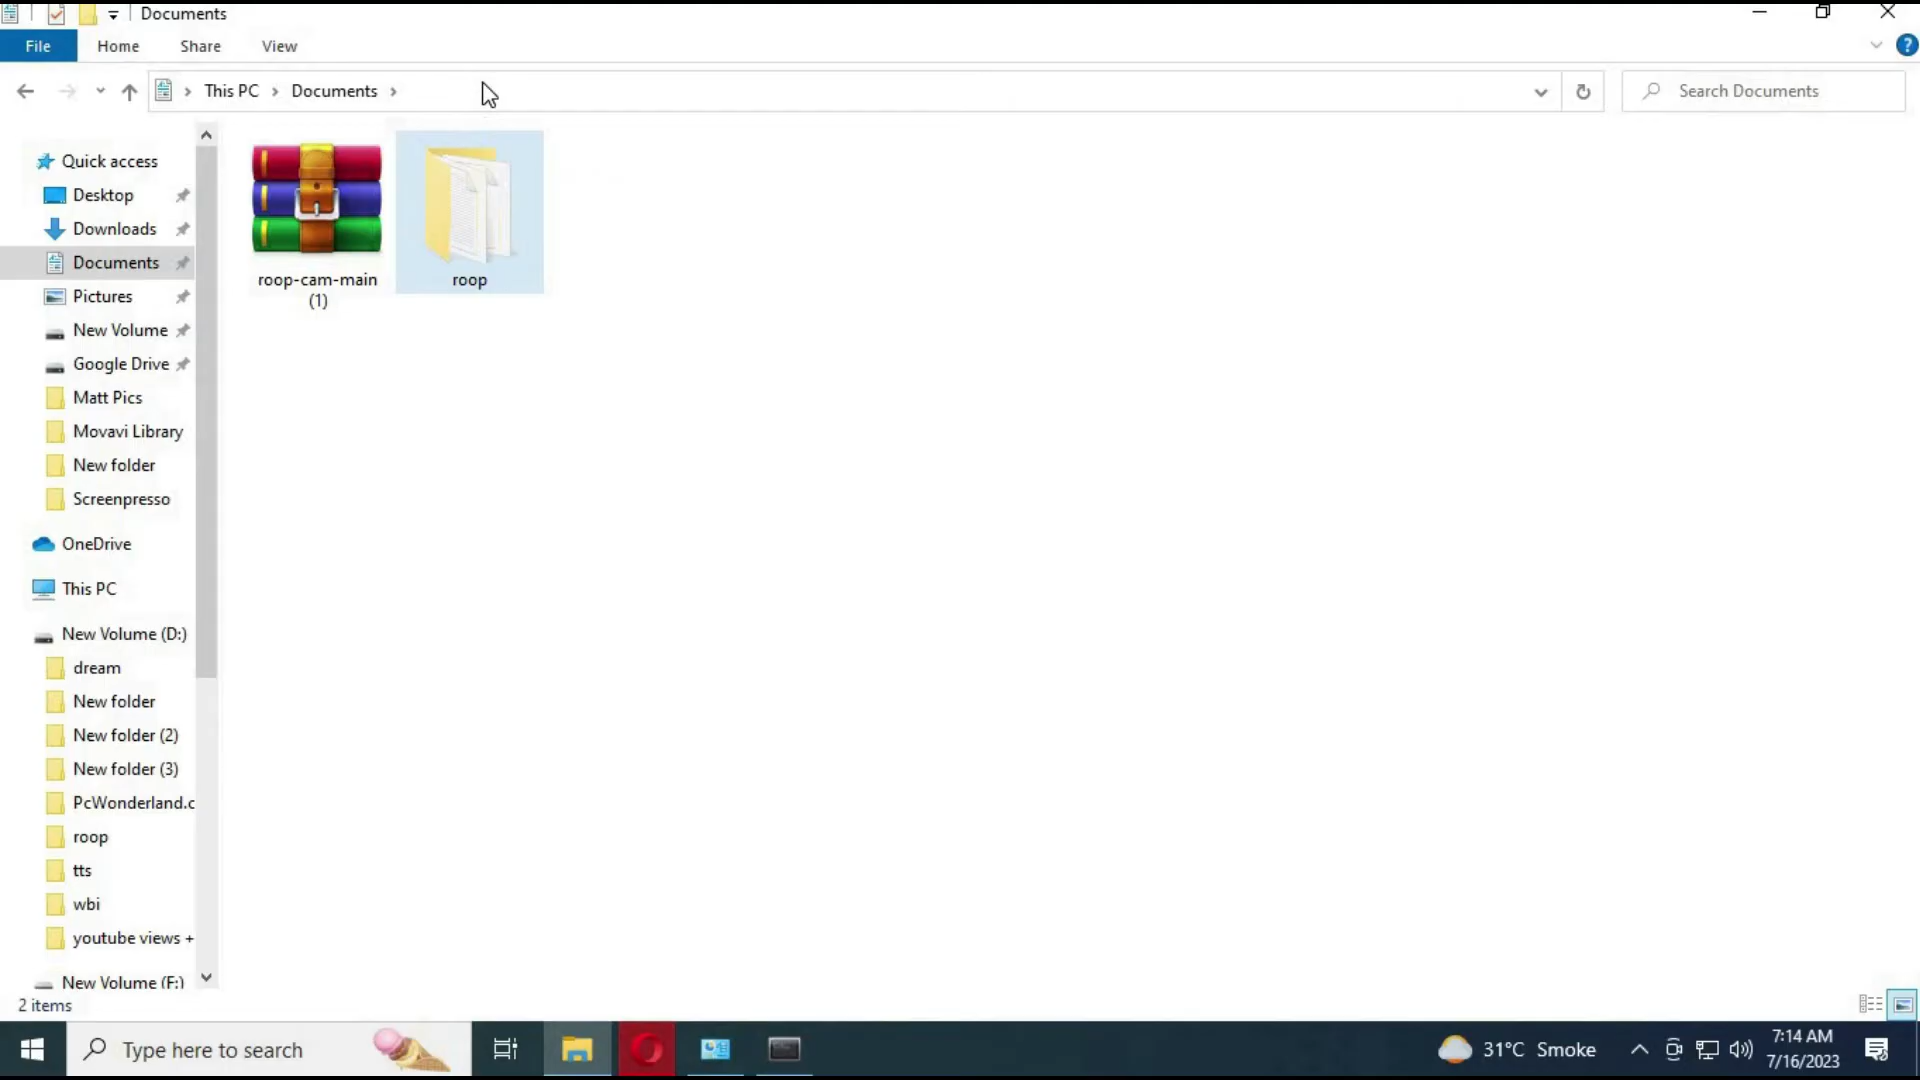 Documents
File Home Share View
This PC Documents
Search Documents
Quick access
Desktop
Downloads
Documents
Pictures
New Volume
Google Drive
Matt Pics
Movavi Library
New folder
Screenpresso
OneDrive
This PC
New Volume (D:)
dream
New folder
New folder (2)
New folder (3)
PcWonderland.c
roop
tts
wbi
youtube views +
New Volume (F:)
roop-cam-main
(1)
roop
2 items
Type here to search
31°C Smoke
7:14 AM
7/16/2023